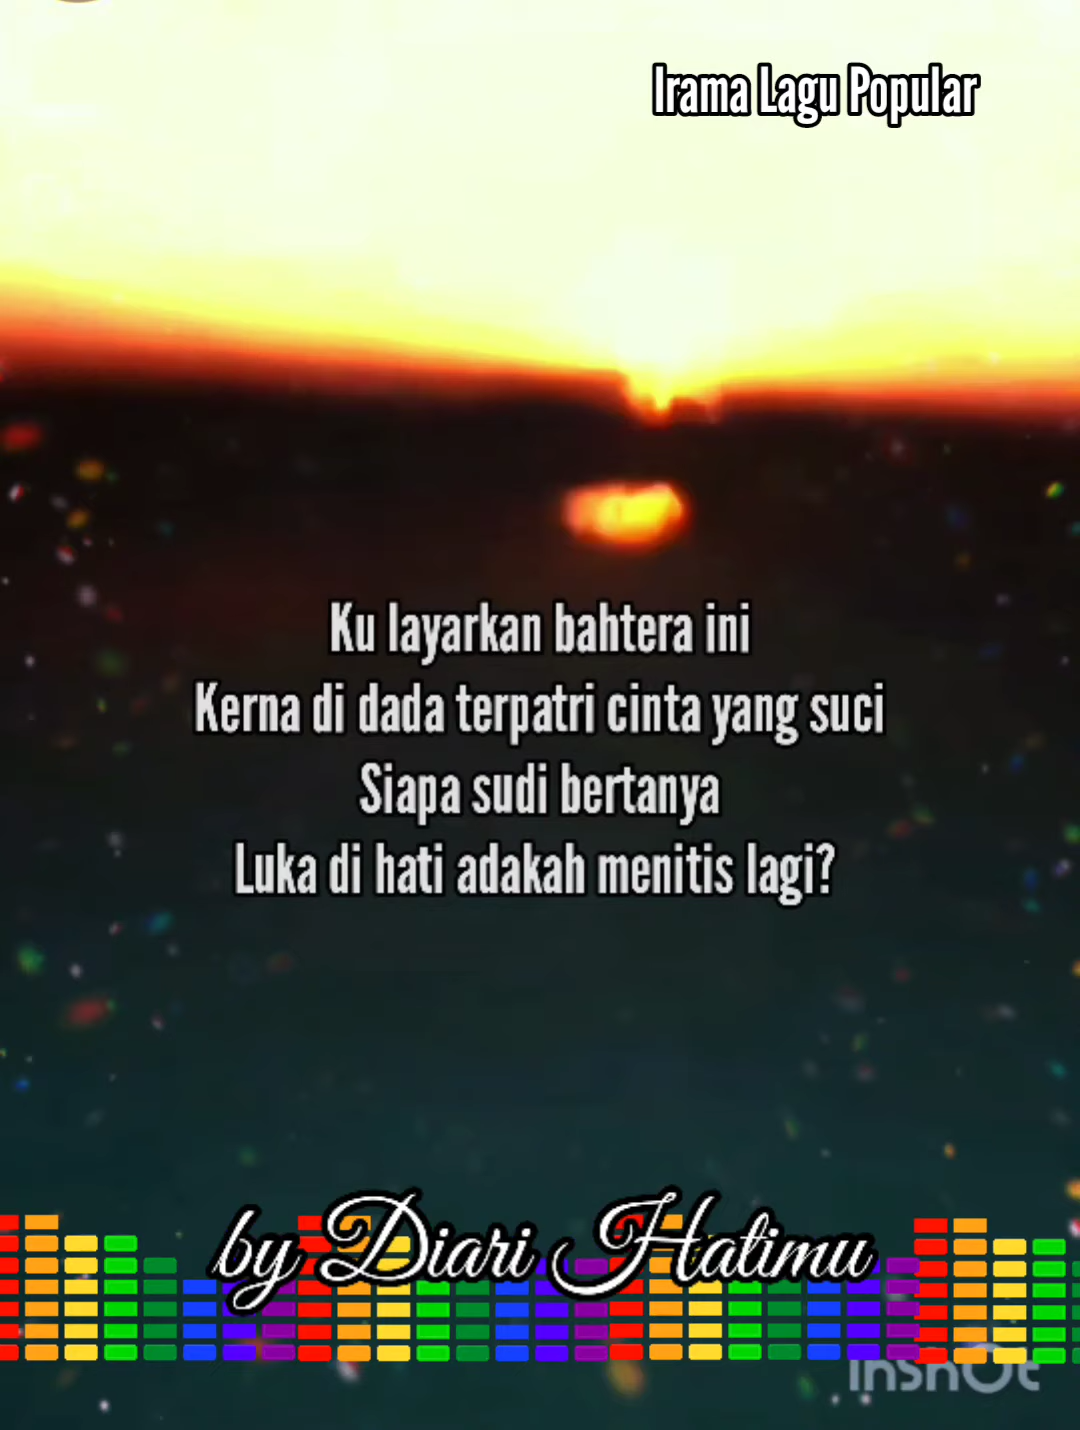 Irama Lagu Popular
Ku layarkan bahtera ini
Kerna di dada terpatri cinta yang suci
Siapa sudi bertanya
Luka di hati adakah menitis lagi?
by Diari Hatimu
InShOt